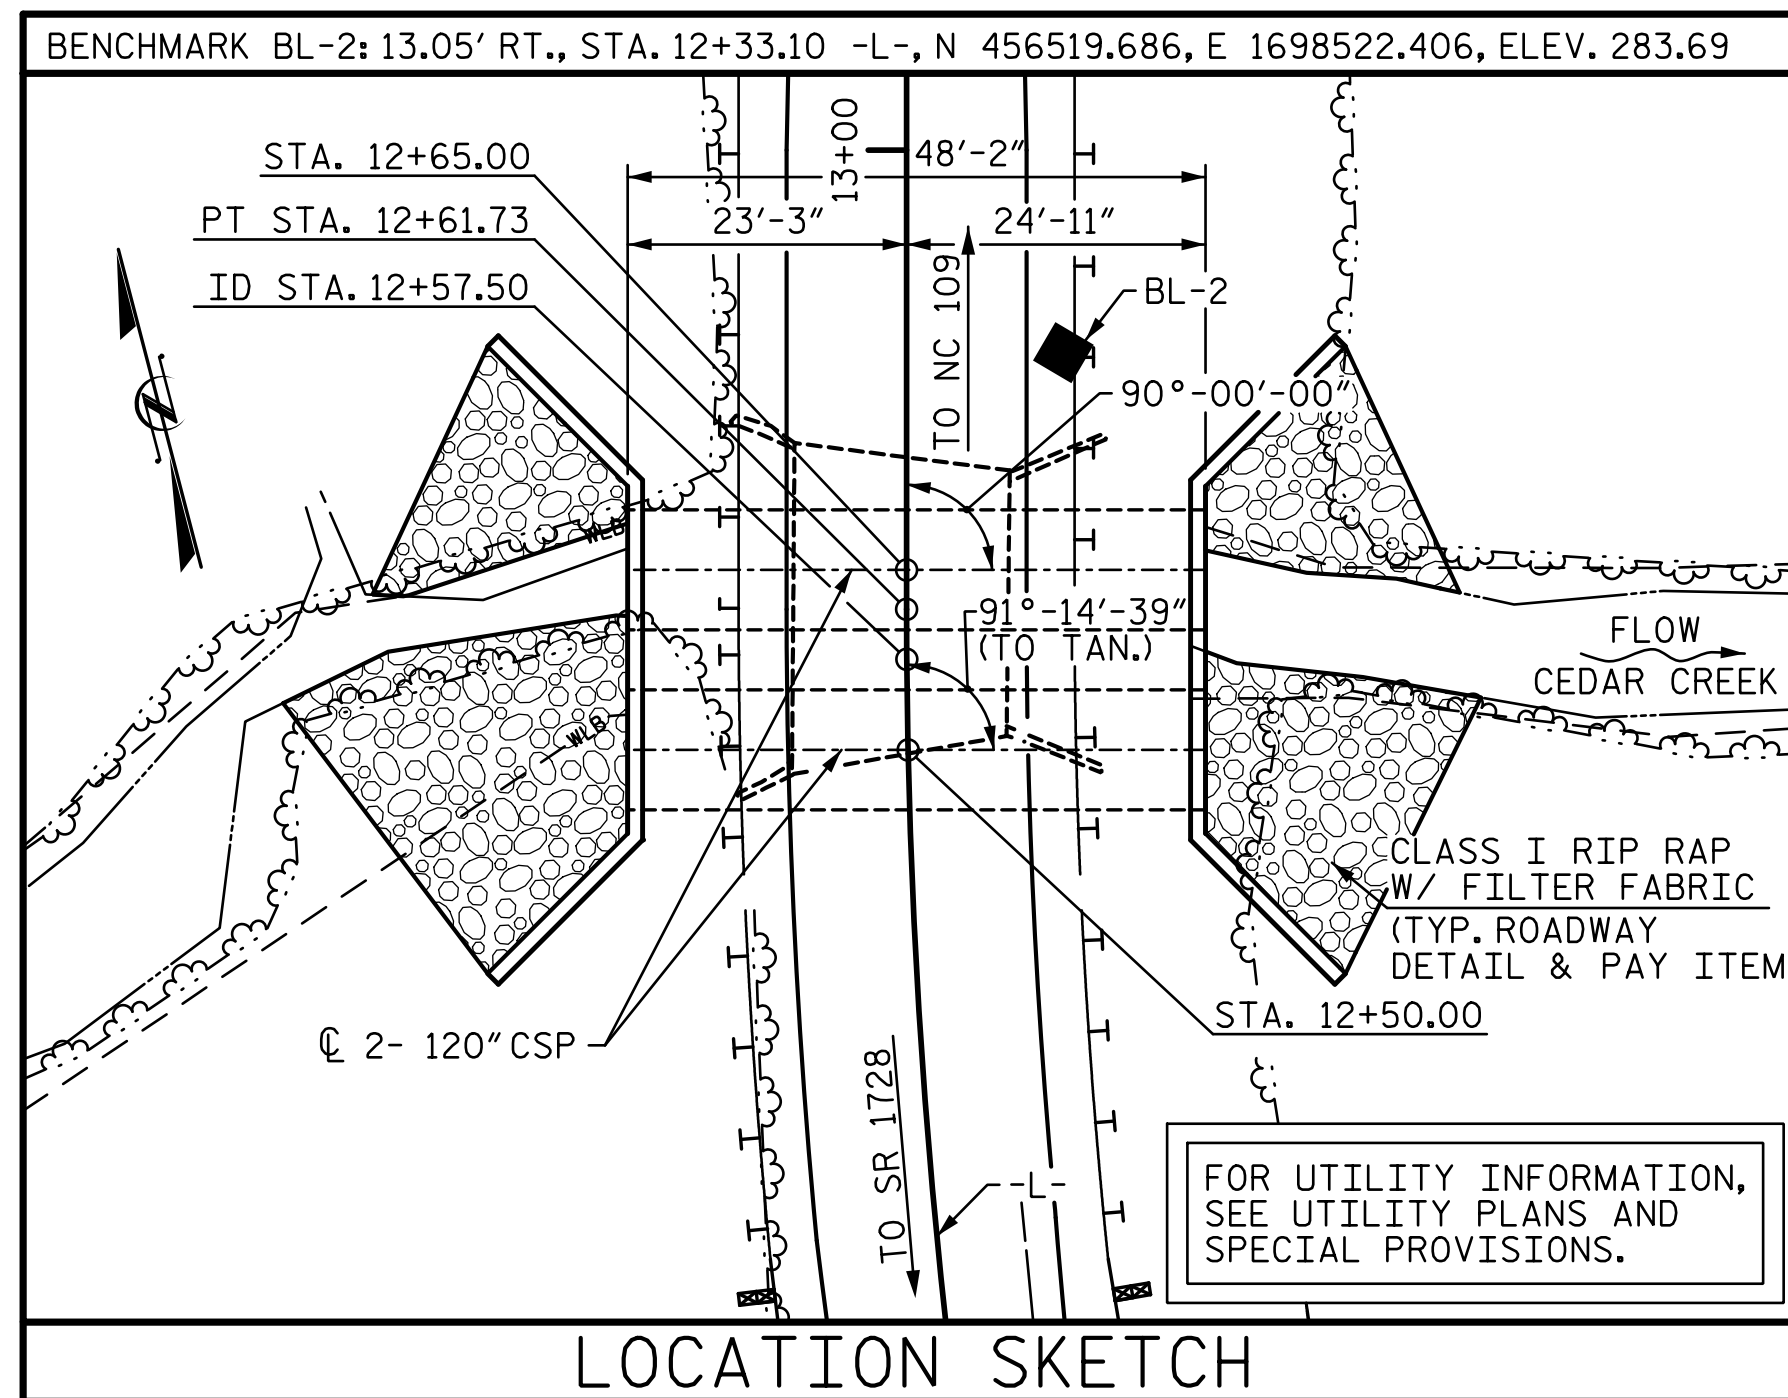 BENCHMARK BL-2: 13.05' RT., STA. 12+33.10 -L-, N 456519.686, E 1698522.406, ELEV. 283.69
STA. 12+65.00
13+00
48'-2"
PT STA. 12+61.73
23'-3"
24'-11"
ID STA. 12+57.50
TO NC 109
BL-2
90°-00'-00"
WLB
91°-14'-39"
(TO TAN.)
FLOW
CEDAR CREEK
WLB
CLASS I RIP RAP
W/ FILTER FABRIC
(TYP. ROADWAY
DETAIL & PAY ITEM
STA. 12+50.00
℄ 2- 120" CSP
TO SR 1728
-L-
FOR UTILITY INFORMATION,
SEE UTILITY PLANS AND
SPECIAL PROVISIONS.
LOCATION SKETCH